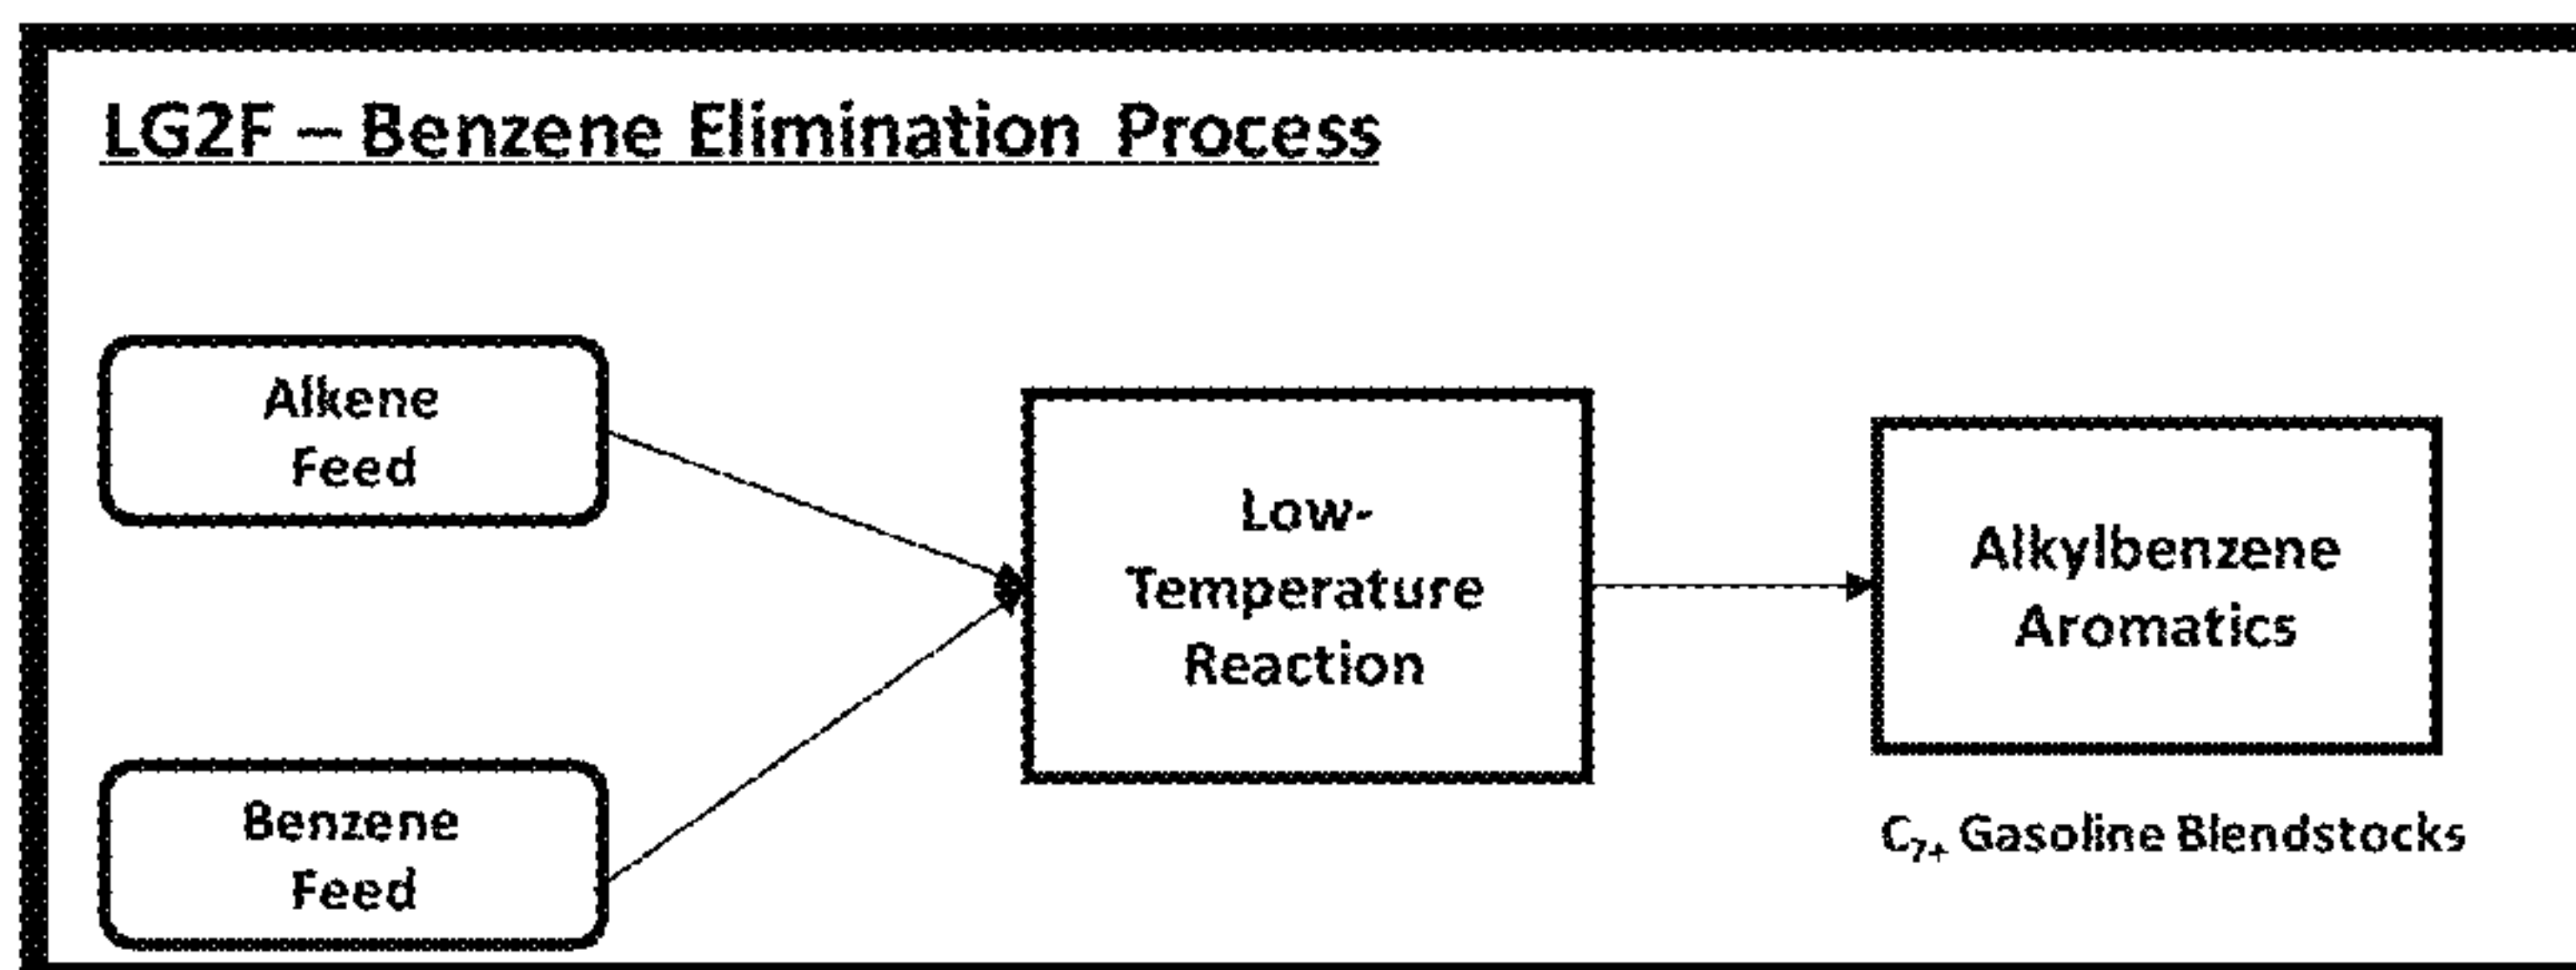 LG2F – Benzene Elimination Process
Alkene
Feed
Benzene
Feed
Low-
Temperature
Reaction
Alkylbenzene
Aromatics
C7+ Gasoline Blendstocks